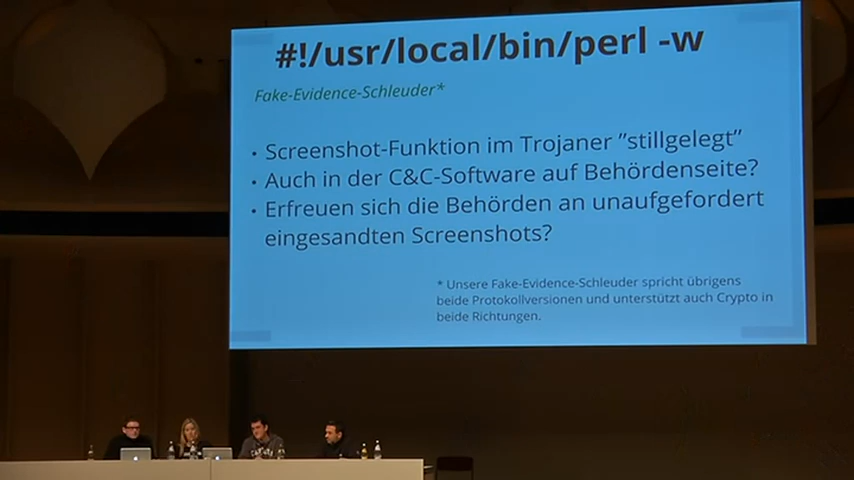 #!/usr/local/bin/perl -w
Fake-Evidence-Schleuder*
• Screenshot-Funktion im Trojaner ”stillgelegt”
• Auch in der C&C-Software auf Behördenseite?
• Erfreuen sich die Behörden an unaufgefordert
eingesandten Screenshots?
* Unsere Fake-Evidence-Schleuder spricht übrigens
beide Protokollversionen und unterstützt auch Crypto in
beide Richtungen.